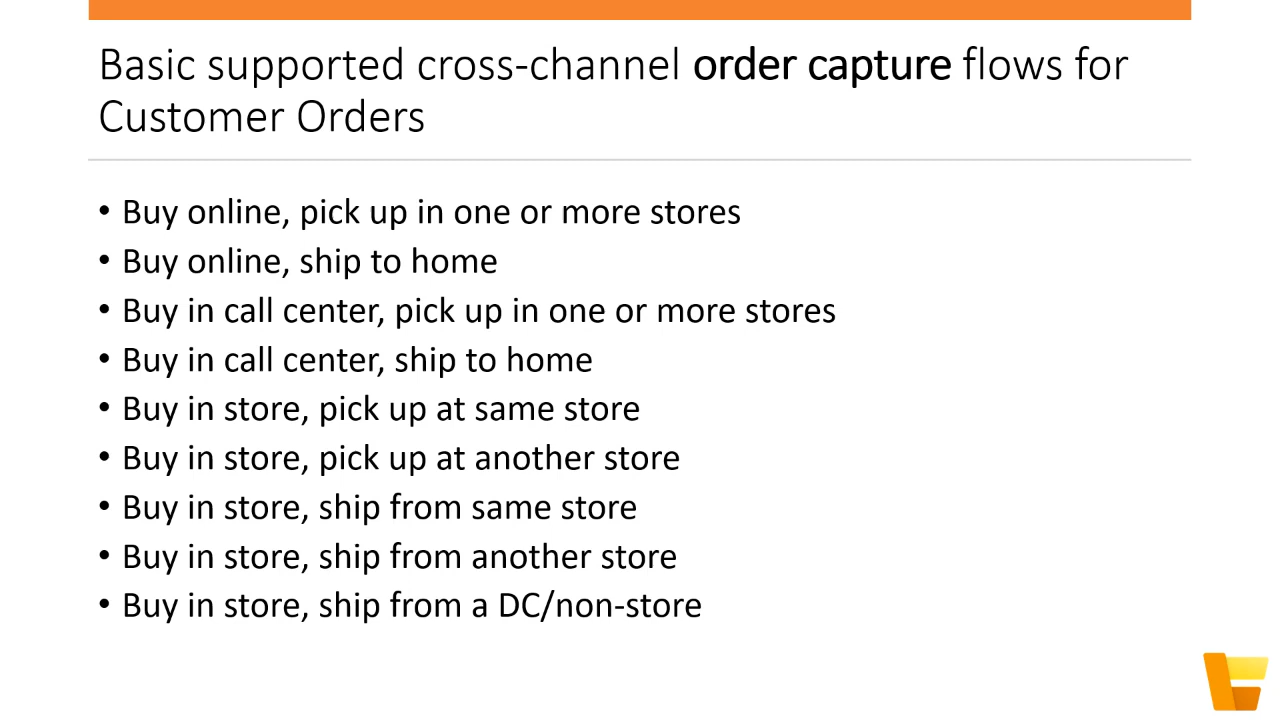 Basic supported cross-channel order capture flows for
Customer Orders
• Buy online, pick up in one or more stores
• Buy online, ship to home
• Buy in call center, pick up in one or more stores
• Buy in call center, ship to home
• Buy in store, pick up at same store
• Buy in store, pick up at another store
• Buy in store, ship from same store
• Buy in store, ship from another store
• Buy in store, ship from a DC/non-store